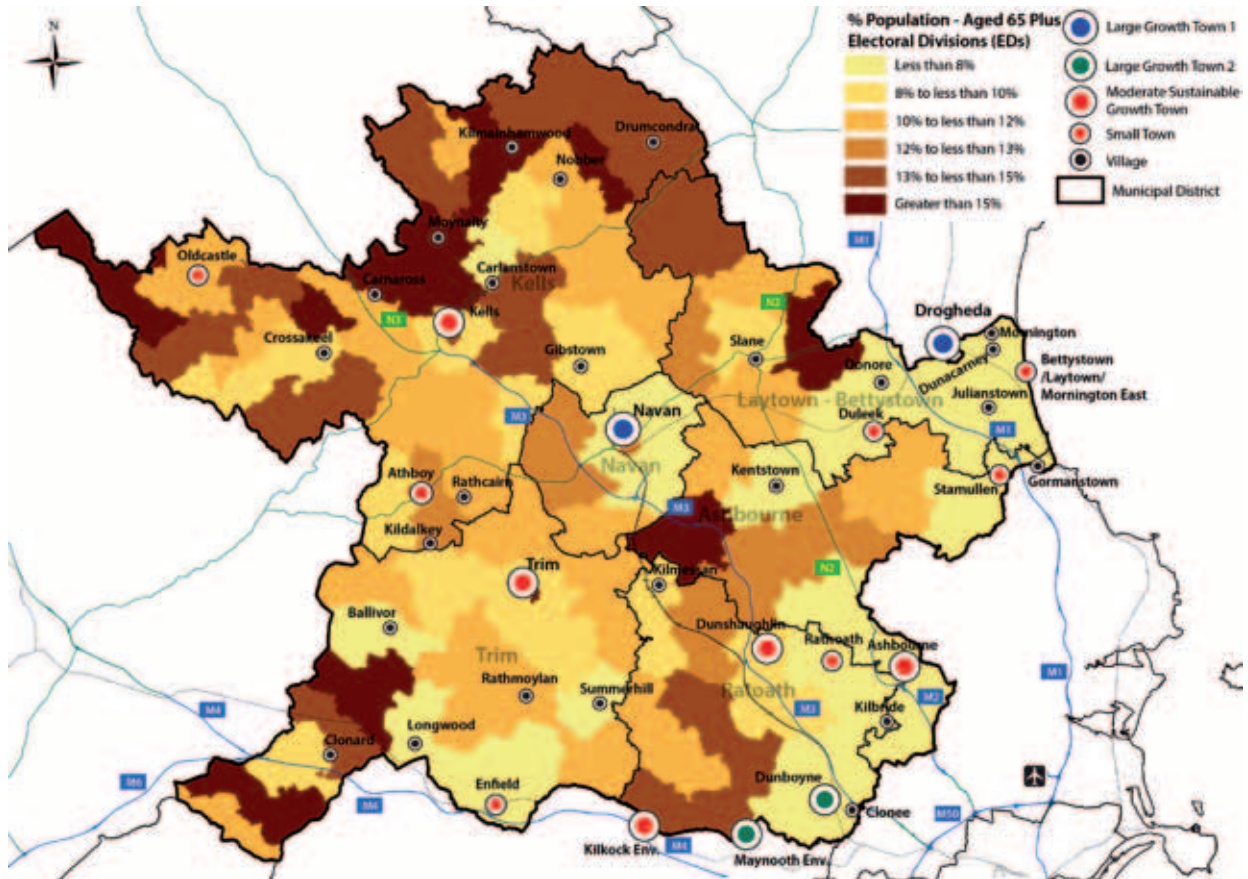 N
% Population - Aged 65 Plus
Electoral Divisions (EDs)
Less than 8%
8% to less than 10%
10% to less than 12%
12% to less than 13%
13% to less than 15%
Greater than 15%
Large Growth Town 1
Large Growth Town 2
Moderate Sustainable
Growth Town
Small Town
Village
Municipal District
Kilmainhamwood
Drumcondrat
Nobber
Moynalty
Oldcastle
Carnaross
Carlanstown
Kells
Kells
N3
N2
M1
Crossakeel
Gibstown
Slane
Drogheda
Mornington
Donore
Dunacarney
Bettystown
/Laytown/
Mornington East
Julianstown
Laytown - Bettystown
Duleek
M3
Navan
Navan
M1
Athboy
Rathcairn
Kentstown
Stamullen
Gormanstown
Kildalkey
M3
Ashbourne
Trim
Kilmessan
N2
Ballivor
Dunshaughlin
Ratoath
Ashbourne
Trim
Rathmoylan
Summerhill
Ratoath
M3
M2
M1
Kilbride
M4
Longwood
Clonard
M6
Enfield
M4
Dunboyne
Clonee
M50
Kilkock Env.
M4
Maynooth Env.